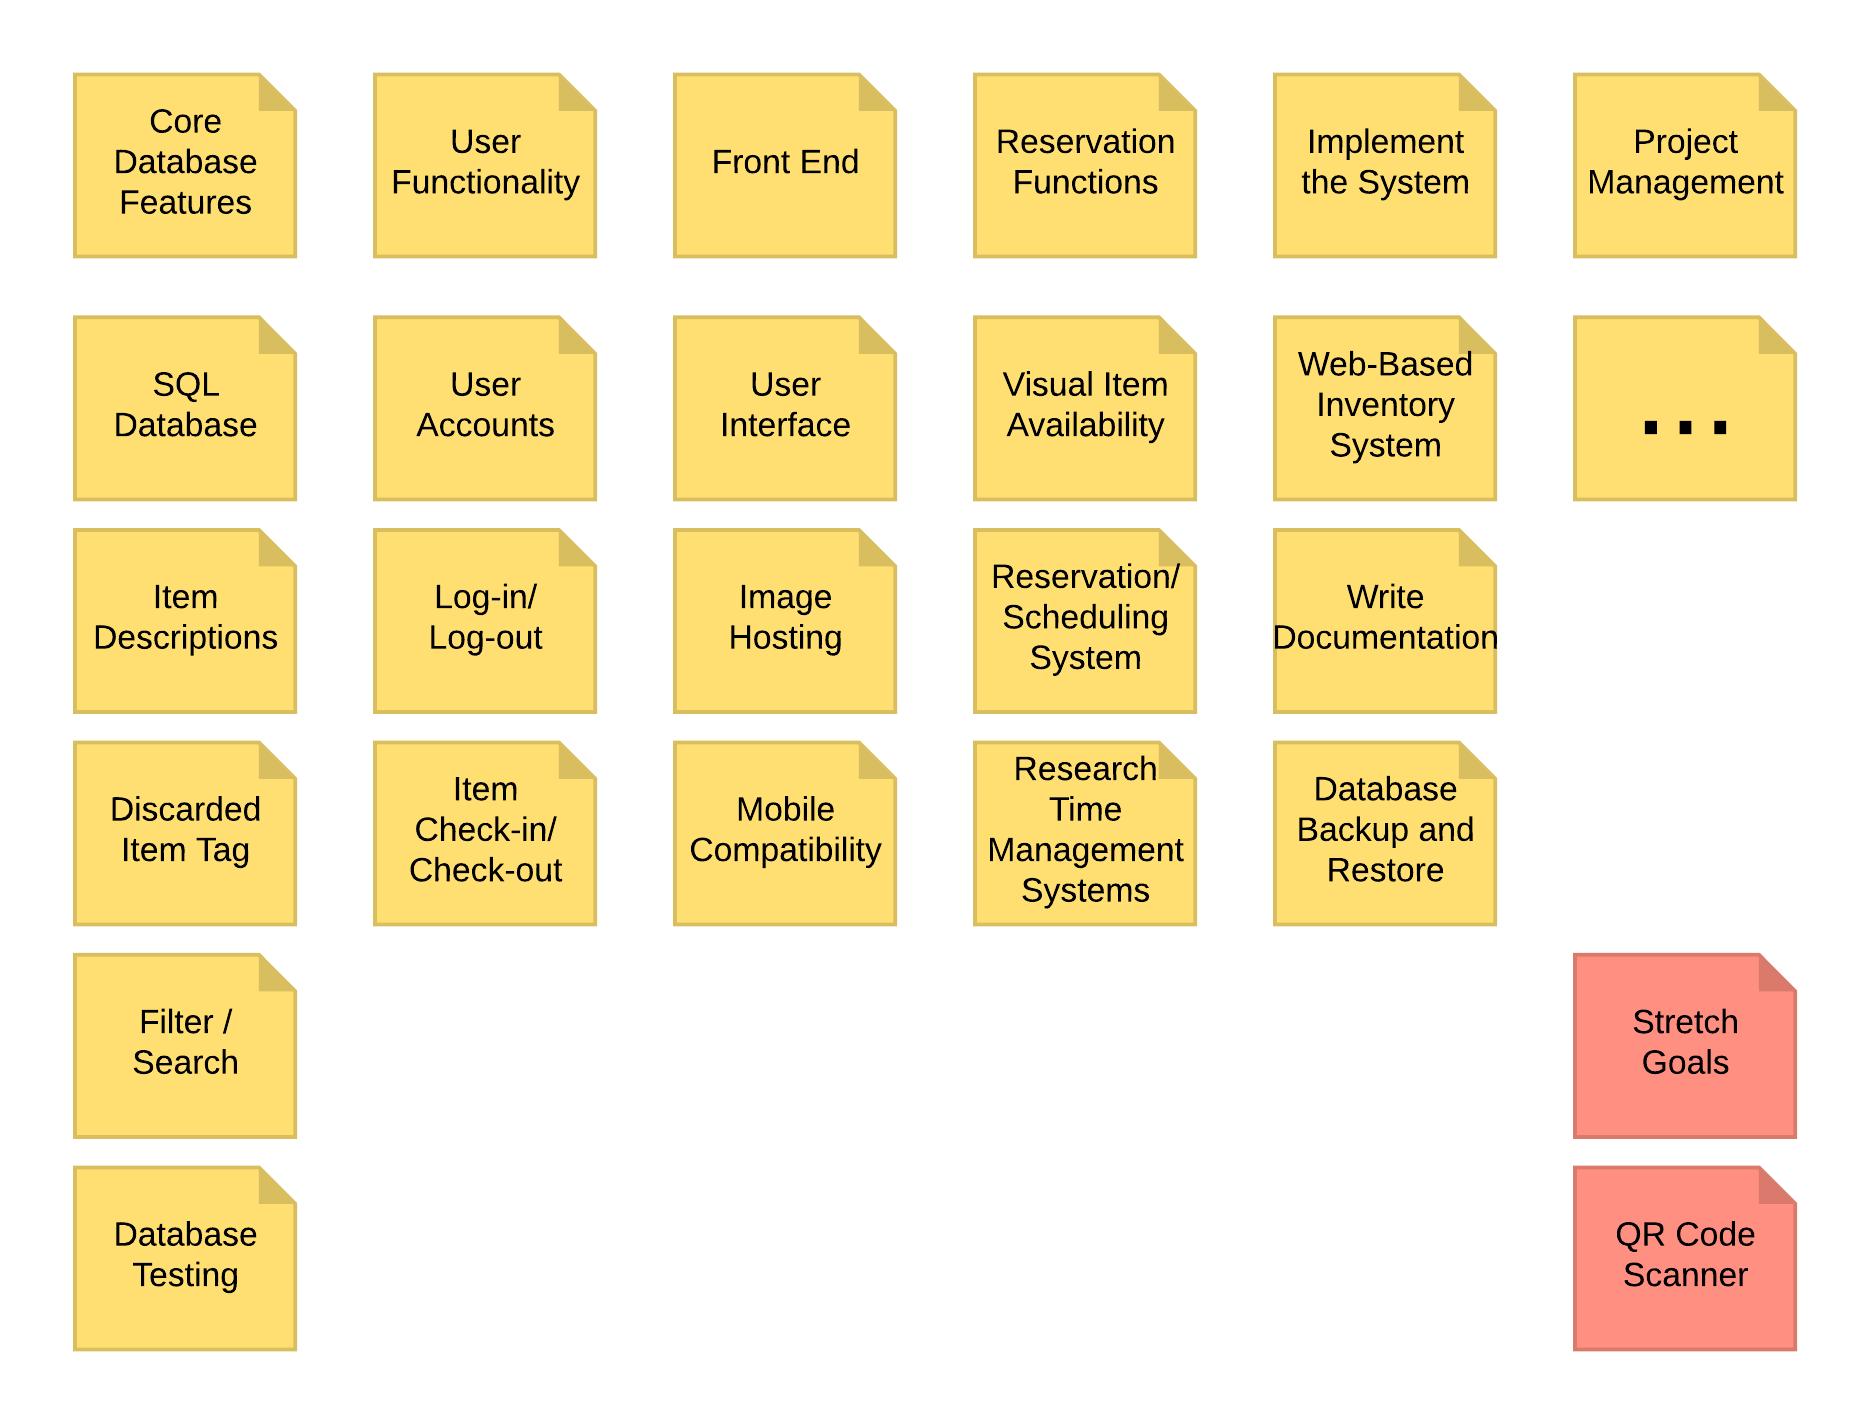 Core
Database
Features
User
Functionality
Front End
Reservation
Functions
Implement
the System
Project
Management
SQL
Database
User
Accounts
User
Interface
Visual Item
Availability
Web-Based
Inventory
System
...
Item
Descriptions
Log-in/
Log-out
Image
Hosting
Reservation/
Scheduling
System
Write
Documentation
Discarded
Item Tag
Item
Check-in/
Check-out
Mobile
Compatibility
Research
Time
Management
Systems
Database
Backup and
Restore
Filter /
Search
Stretch
Goals
Database
Testing
QR Code
Scanner